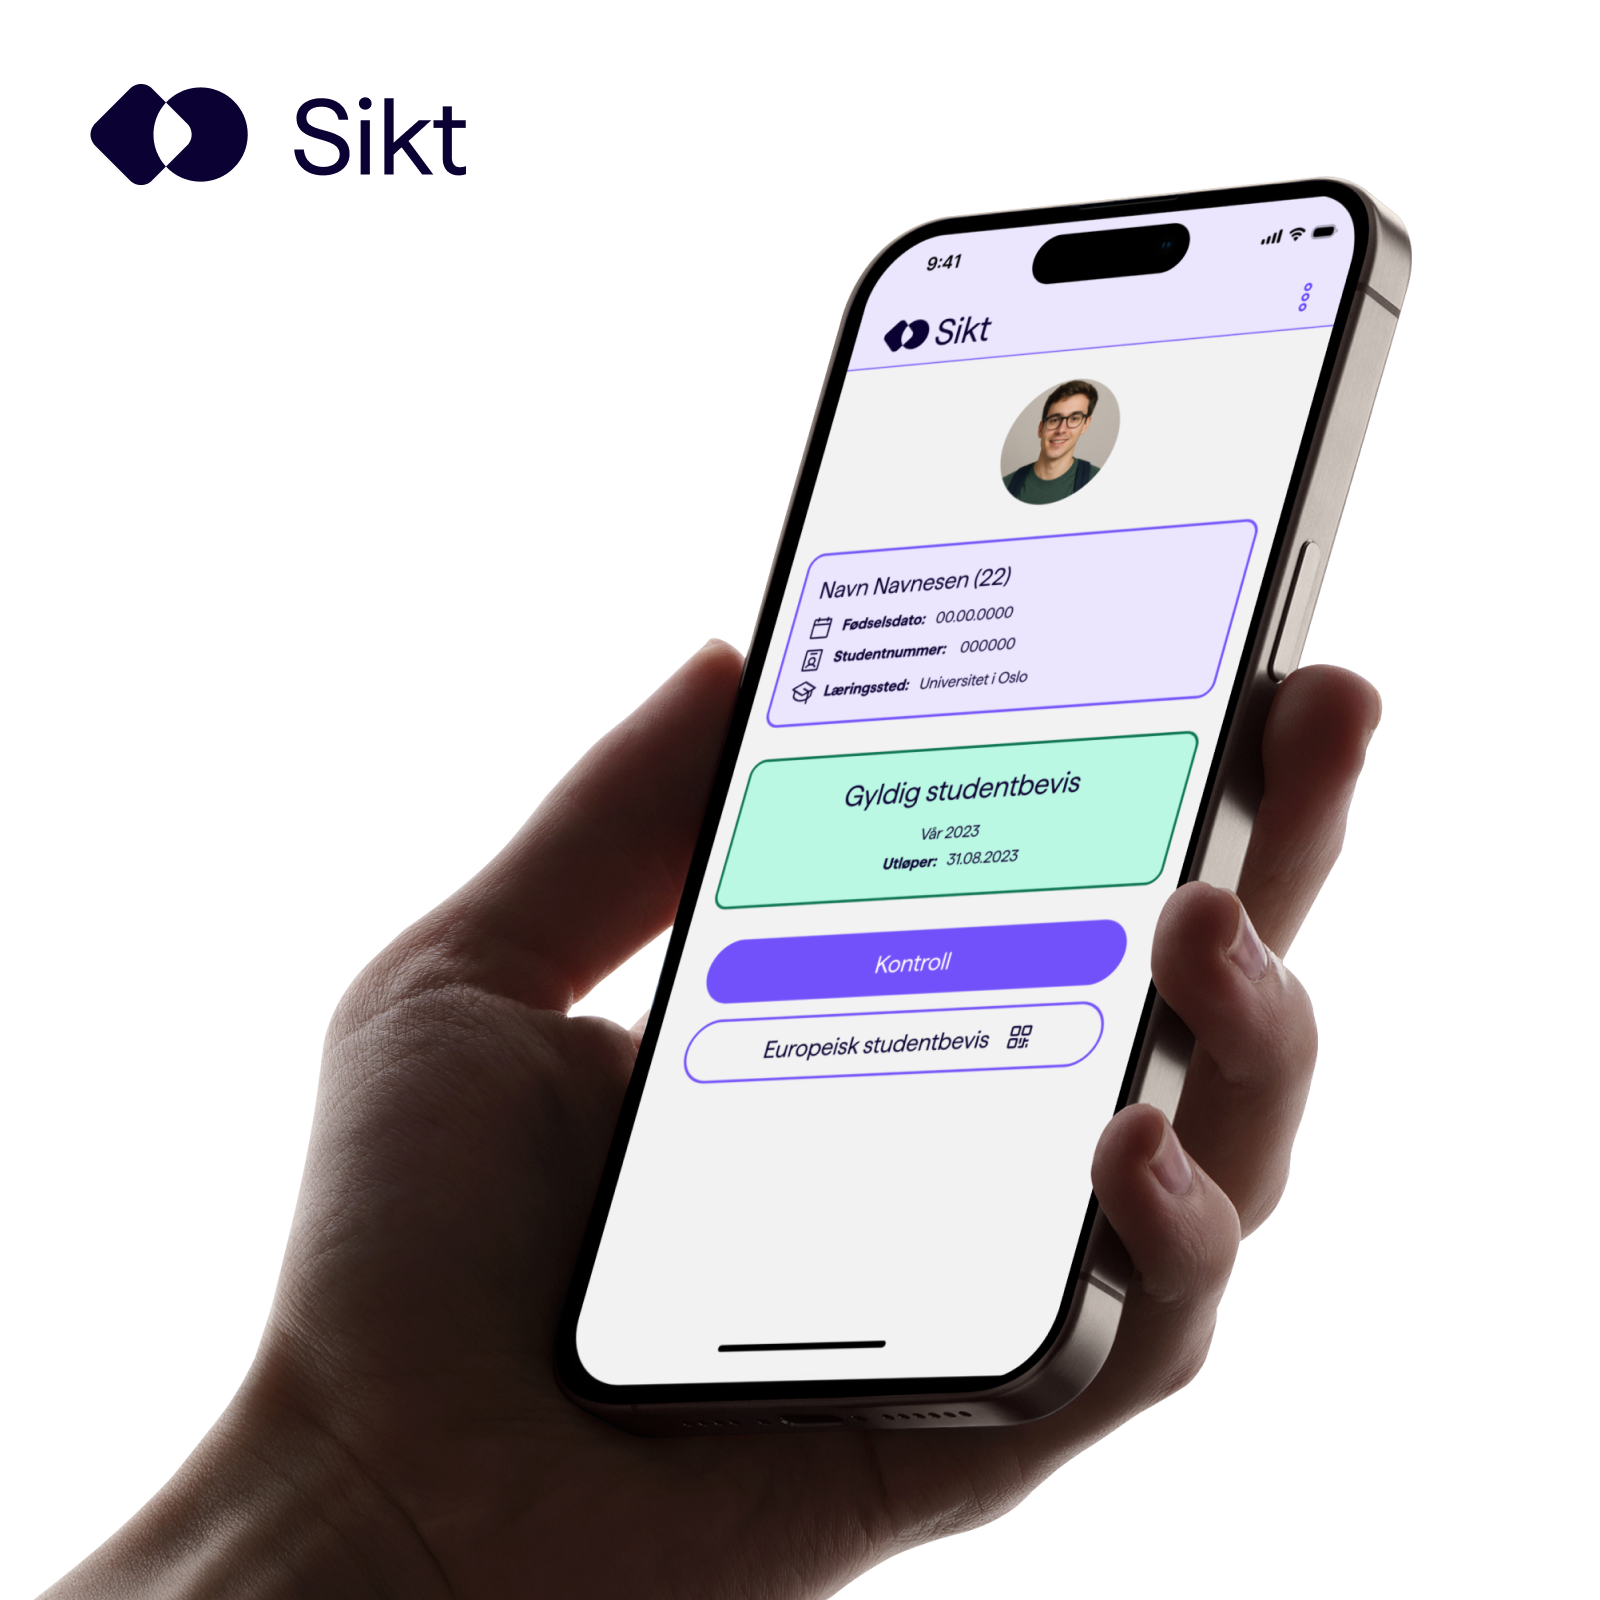 Sikt
9:41
Sikt
Navn Navnesen (22)
Fødselsdato: 00.00.0000
Studentnummer: 000000
Læringssted: Universitet i Oslo
Gyldig studentbevis
Vår 2023
Utløper: 31.08.2023
Kontroll
Europeisk studentbevis